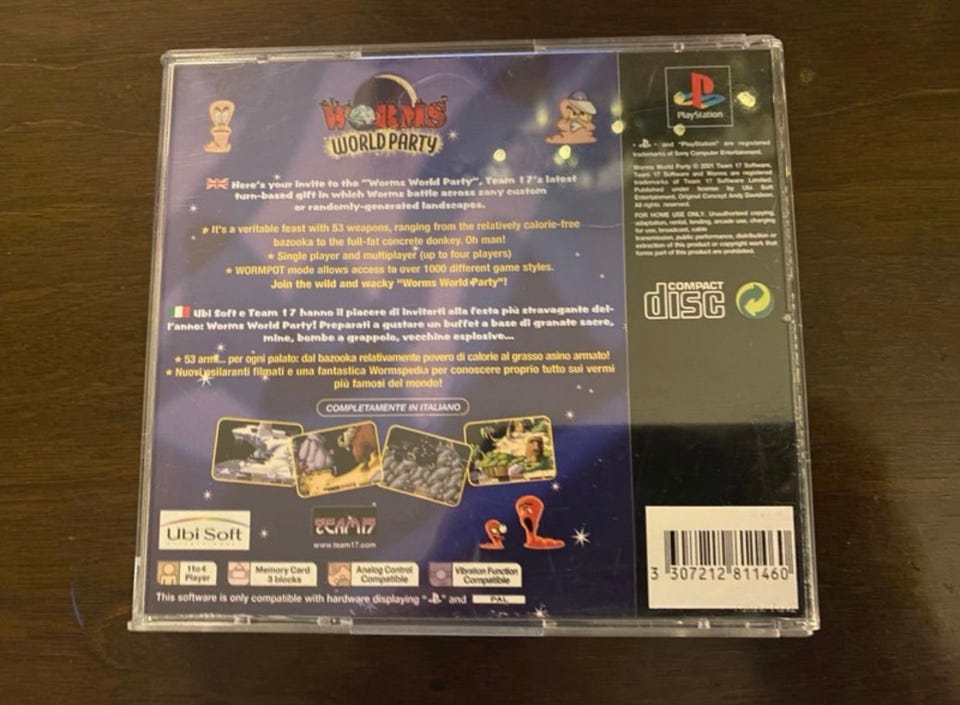 WORMS
WORLD PARTY
Here's your invite to the "Worms World Party", Team 17's latest
turn-based gift in which Worms battle across zany custom
or randomly-generated landscapes.
★ It's a veritable feast with 53 weapons, ranging from the relatively calorie-free
bazooka to the full-fat concrete donkey. Oh man!
★ Single player and multiplayer (up to four players)
★ WORMPOT mode allows access to over 1000 different game styles.
Join the wild and wacky "Worms World Party"!
Ubi Soft e Team 17 hanno il piacere di invitarti alla festa più stravagante del-
l'anno: Worms World Party! Preparati a gustare un buffet a base di granate sacre,
mine, bombe a grappolo, vecchine esplosive...
★ 53 armi... per ogni palato: dal bazooka relativamente povero di calorie al grasso asino armato!
★ Nuovi esilaranti filmati e una fantastica Wormspedia per conoscere proprio tutto sui vermi
più famosi del mondo!
COMPLETAMENTE IN ITALIANO
Ubi Soft
ENTERTAINMENT
TEAM17
www.team17.com
1 to 4
Player
Memory Card
3 blocks
Analog Control
Compatible
Vibration Function
Compatible
This software is only compatible with hardware displaying " " and PAL
PlayStation
" " and "PlayStation" are registered
trademarks of Sony Computer Entertainment.
Worms World Party © 2001 Team 17 Software.
Team 17 Software and Worms are registered
trademarks of Team 17 Software Limited.
Published under license by Ubi Soft
Entertainment. Original Concept Andy Davidson.
All rights reserved.
FOR HOME USE ONLY. Unauthorised copying,
adaptation, rental, lending, arcade use, charging
for use, broadcast, cable
transmission, public performance, distribution or
extraction of this product or copyright work that
forms part of this product are prohibited.
COMPACT
disc
3 307212 811460